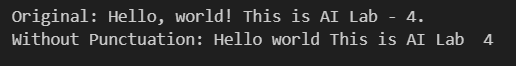 Original: Hello, world! This is AI Lab - 4.
Without Punctuation: Hello world This is AI Lab  4